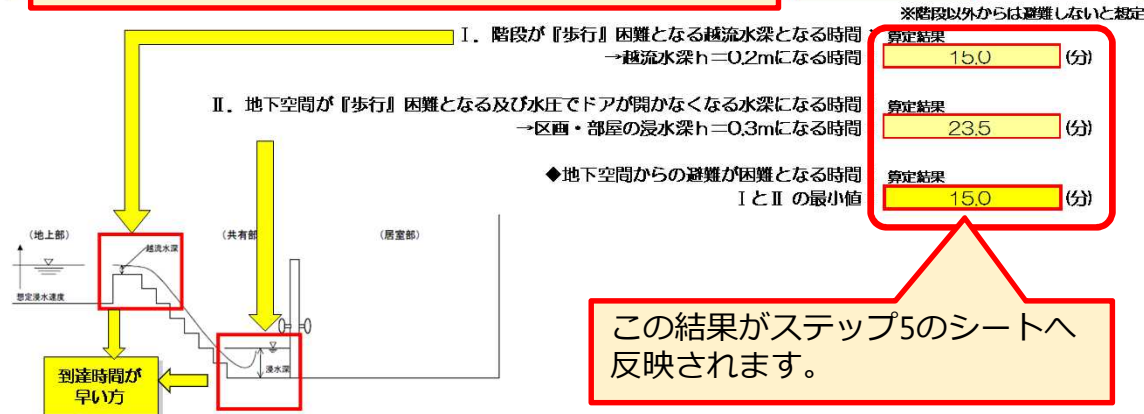 ※階段以外からは避難しないと想定
Ⅰ．階段が『歩行』困難となる越流水深となる時間
→越流水深h＝0.2mになる時間
算定結果
15.0 (分)
Ⅱ．地下空間が『歩行』困難となる及び水圧でドアが開かなくなる水深になる時間
→区画・部屋の浸水深h＝0.3mになる時間
算定結果
23.5 (分)
◆地下空間からの避難が困難となる時間
ⅠとⅡ の最小値
算定結果
15.0 (分)
(地上部)
(共有部
(居室部)
越流水深
想定浸水速度
浸水深
到達時間が
早い方
この結果がステップ5のシートへ
反映されます。